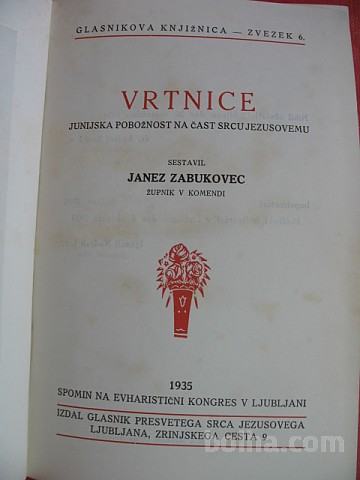 GLASNIKOVA KNJIŽNICA — ZVEZEK 6.
VRTNICE
JUNIJSKA POBOŽNOST NA ČAST SRCU JEZUSOVEMU
SESTAVIL
JANEZ ZABUKOVEC
ŽUPNIK V KOMENDI
1935
SPOMIN NA EVHARISTIČNI KONGRES V LJUBLJANI
IZDAL GLASNIK PRESVETEGA SRCA JEZUSOVEGA
LJUBLJANA, ZRINJSKEGA CESTA 9
bolha.com